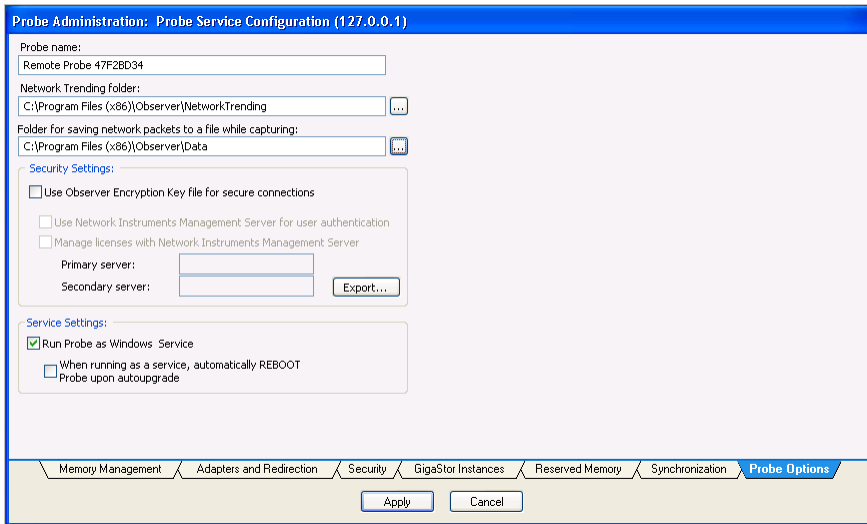 Probe Administration: Probe Service Configuration (127.0.0.1)
Probe name:
Remote Probe 47F2BD34
Network Trending folder:
C:\Program Files (x86)\Observer\NetworkTrending
...
Folder for saving network packets to a file while capturing:
C:\Program Files (x86)\Observer\Data
...
Security Settings:
Use Observer Encryption Key file for secure connections
Use Network Instruments Management Server for user authentication
Manage licenses with Network Instruments Management Server
Primary server:
Secondary server:
Export...
Service Settings:
Run Probe as Windows Service
When running as a service, automatically REBOOT
Probe upon autoupgrade
Memory Management
Adapters and Redirection
Security
GigaStor Instances
Reserved Memory
Synchronization
Probe Options
Apply
Cancel